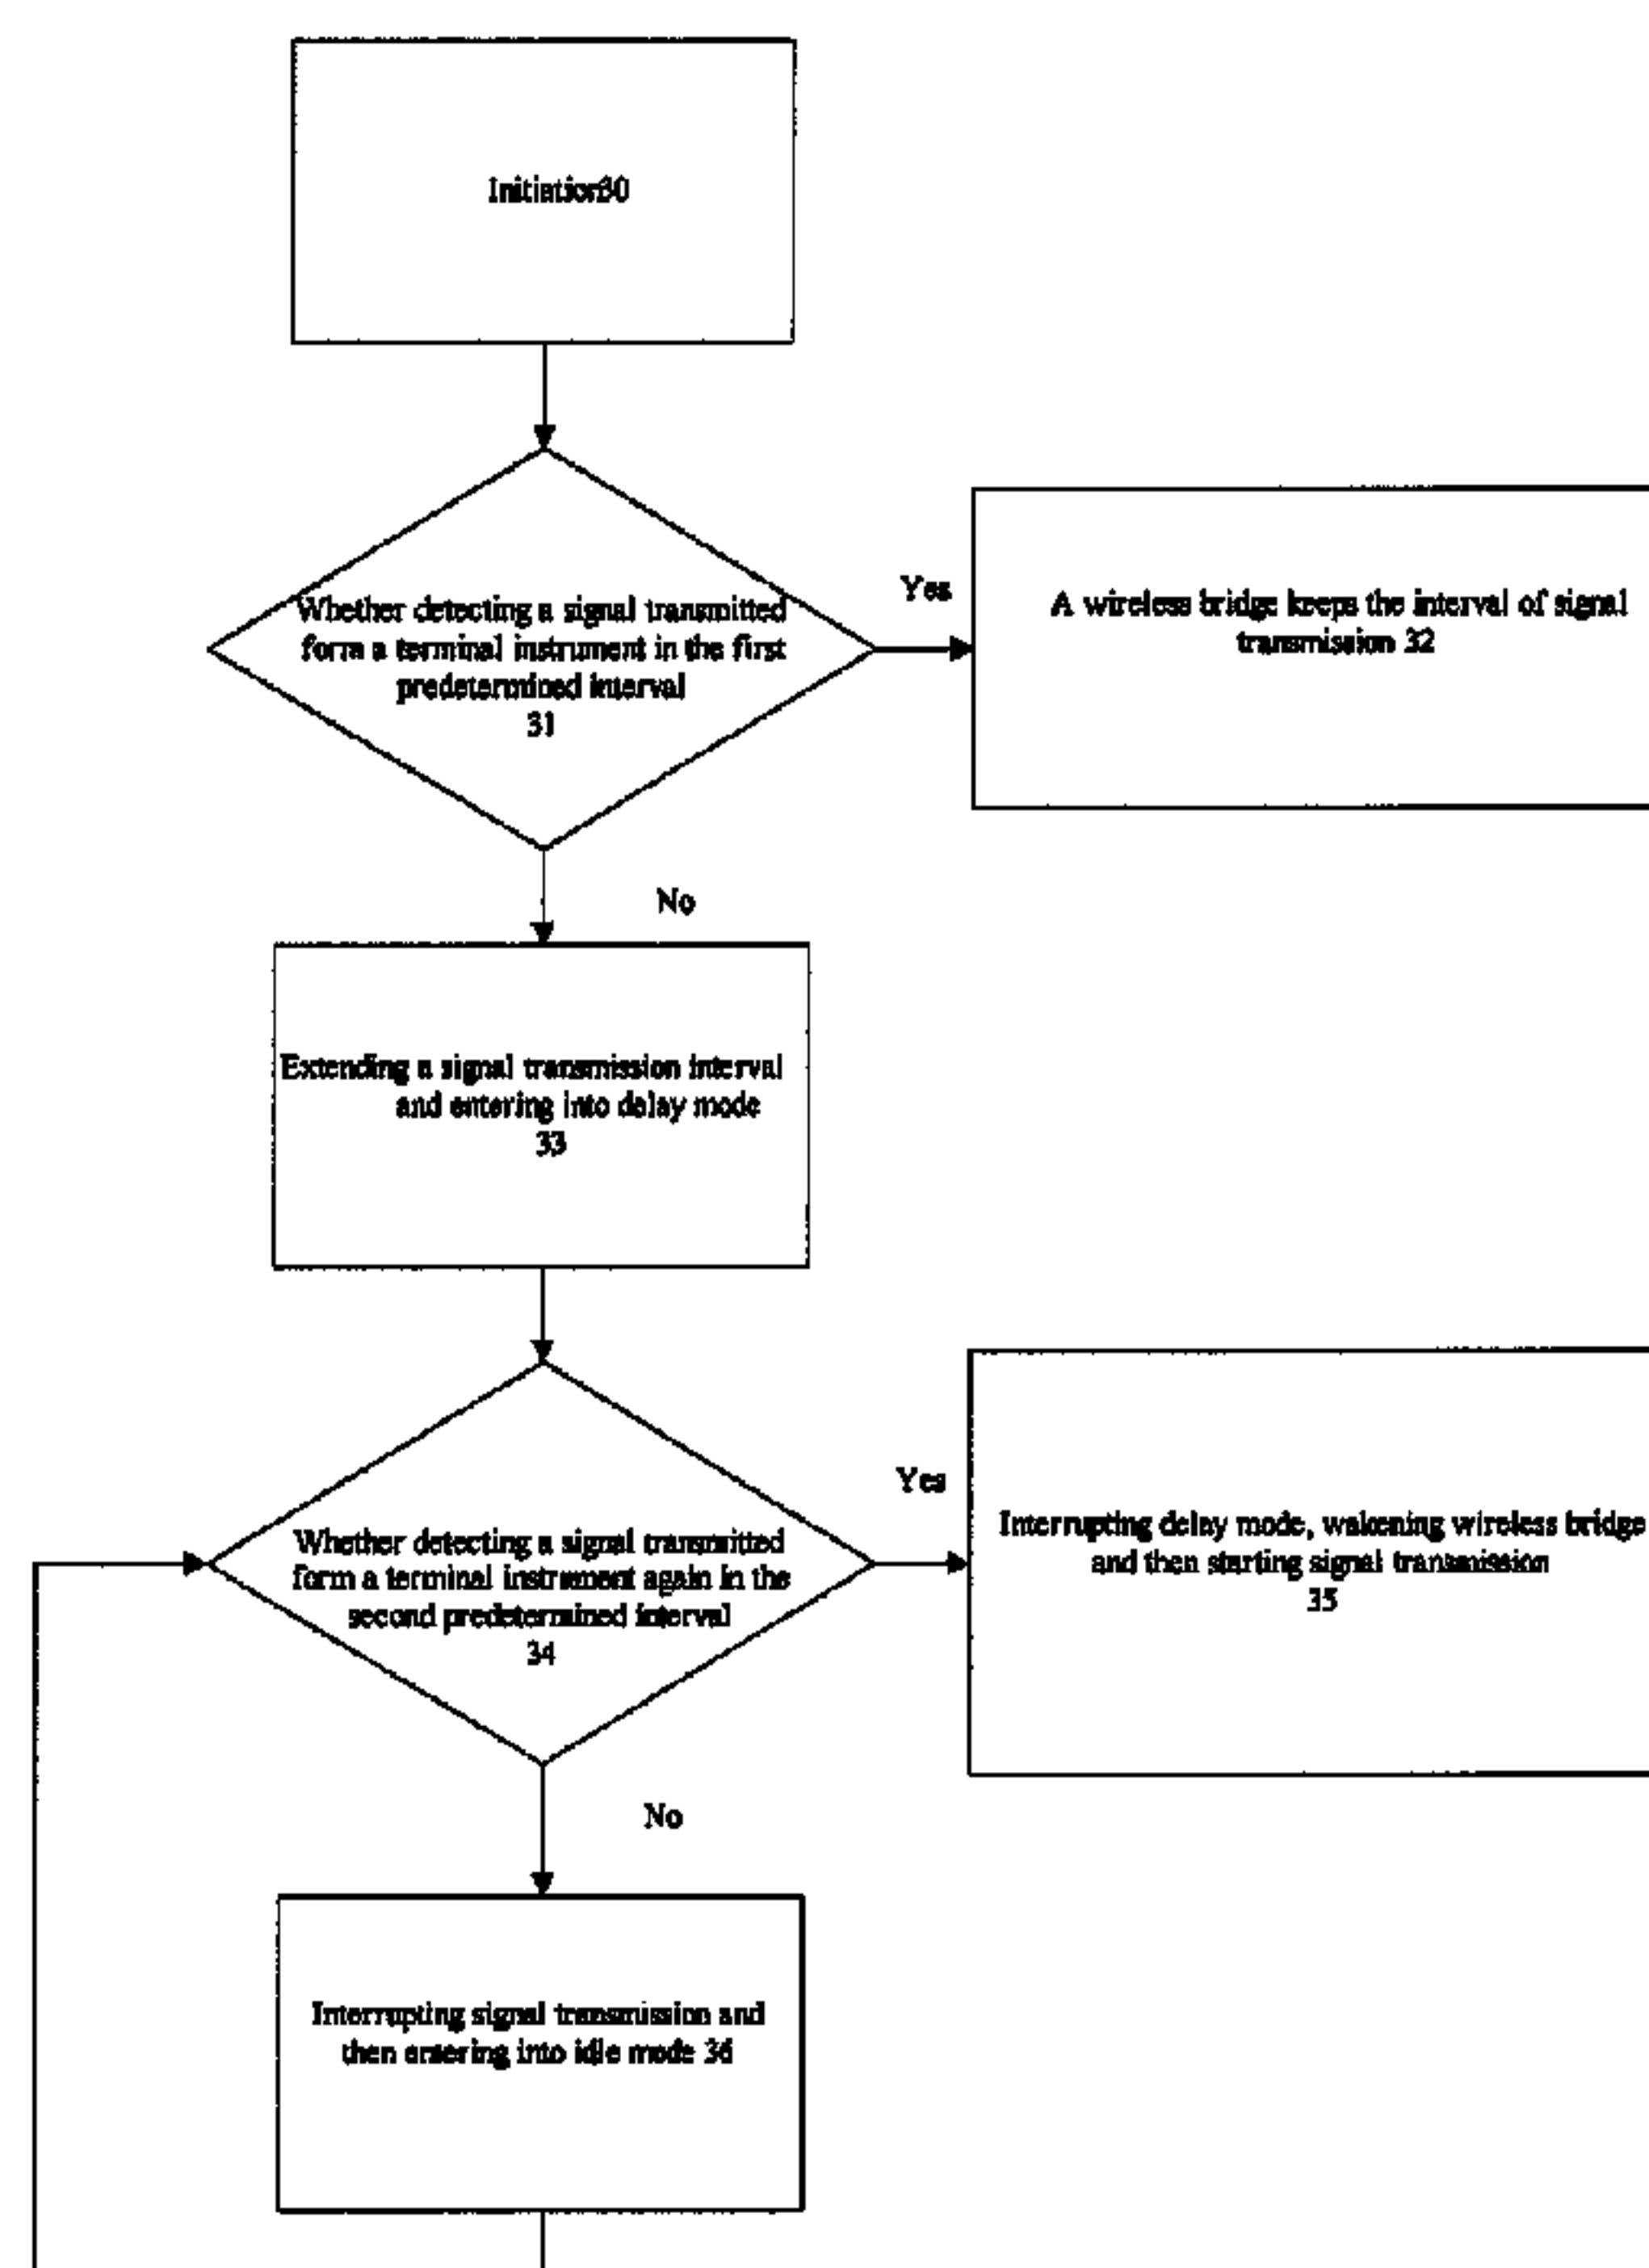 Initiation30
Whether detecting a signal transmitted
form a terminal instrument in the first
predetermined interval
31
Yes
A wireless bridge keeps the interval of signal
transmission 32
No
Extending a signal transmission interval
and entering into delay mode
33
Whether detecting a signal transmitted
form a terminal instrument again in the
second predetermined interval
34
Yes
Interrupting delay mode, wakening wireless bridge
and then starting signal transmission
35
No
Interrupting signal transmission and
then entering into idle mode 36